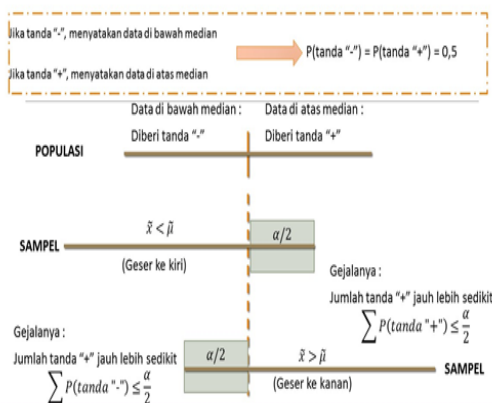 Jika tanda "-", menyatakan data di bawah median
P(tanda "-") = P(tanda "+") = 0,5
Jika tanda "+", menyatakan data di atas median
Data di bawah median :
Diberi tanda "-"
Data di atas median :
Diberi tanda "+"
POPULASI
x̃ < μ̃
α/2
SAMPEL
(Geser ke kiri)
Gejalanya :
Jumlah tanda "+" jauh lebih sedikit
∑ P(tanda "+") ≤ α/2
Gejalanya :
Jumlah tanda "+" jauh lebih sedikit
∑ P(tanda "-") ≤ α/2
α/2
x̃ > μ̃
SAMPEL
(Geser ke kanan)